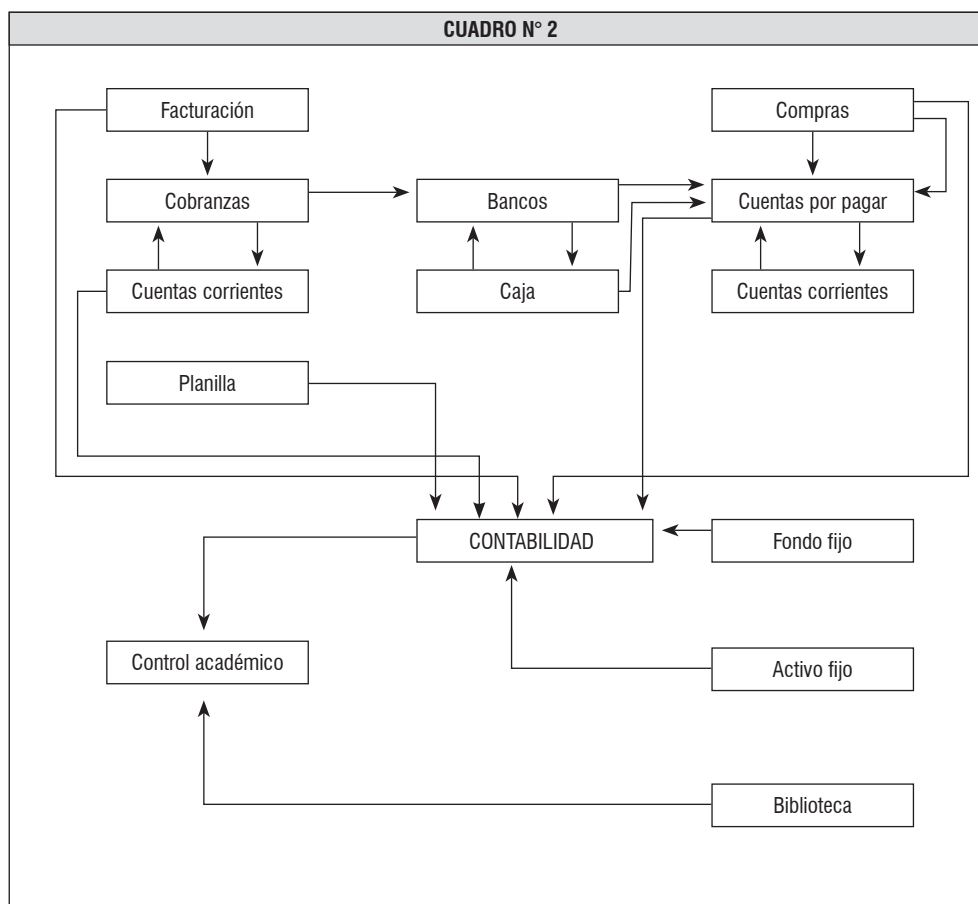 CUADRO N° 2
Facturación
Compras
Cobranzas
Bancos
Cuentas por pagar
Cuentas corrientes
Caja
Cuentas corrientes
Planilla
CONTABILIDAD
Fondo fijo
Control académico
Activo fijo
Biblioteca